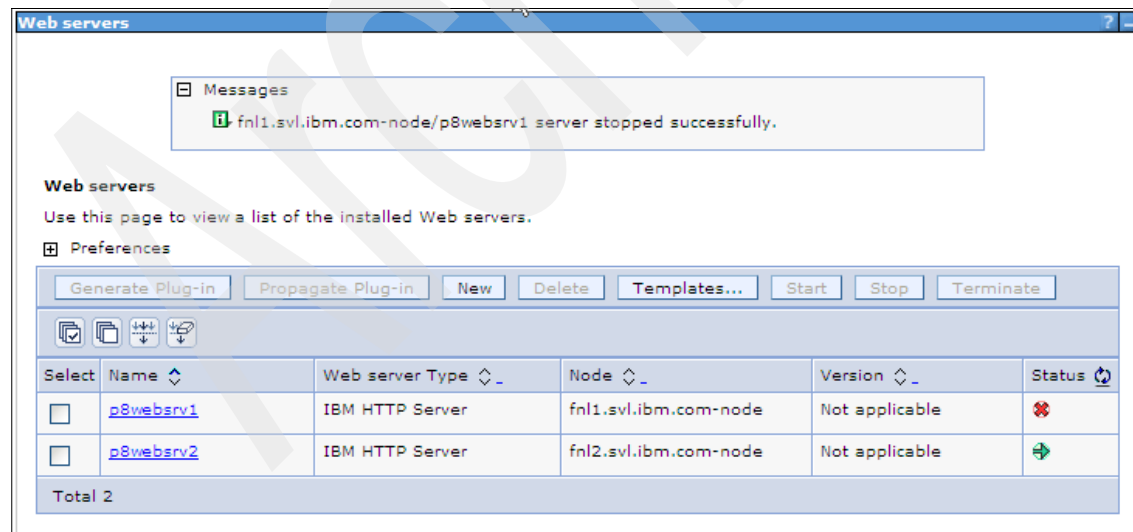 Web servers ? –
Messages
fnl1.svl.ibm.com-node/p8websrv1 server stopped successfully.
Web servers
Use this page to view a list of the installed Web servers.
Preferences
Generate Plug-in Propagate Plug-in New Delete Templates... Start Stop Terminate
Select Name Web server Type Node Version Status
p8websrv1 IBM HTTP Server fnl1.svl.ibm.com-node Not applicable
p8websrv2 IBM HTTP Server fnl2.svl.ibm.com-node Not applicable
Total 2